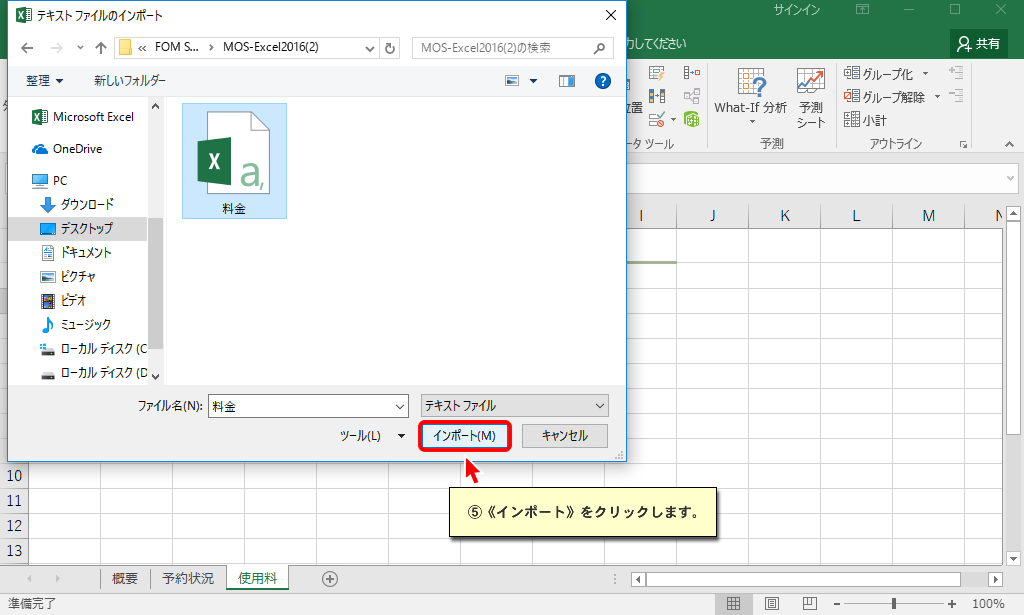 テキスト ファイルのインポート
サインイン
« FOM S... › MOS-Excel2016(2)
MOS-Excel2016(2)の検索
力してください
共有
整理
新しいフォルダー
Microsoft Excel
OneDrive
PC
ダウンロード
デスクトップ
ドキュメント
ピクチャ
ビデオ
ミュージック
ローカル ディスク (C
ローカル ディスク (D
料金
ファイル名(N):
料金
テキスト ファイル
ツール(L)
インポート(M)
キャンセル
置
ータ ツール
What-If 分析
予測
シート
予測
グループ化
グループ解除
小計
アウトライン
I J K L M N
10
11
12
13
⑤《インポート》をクリックします。
概要
予約状況
使用料
準備完了
100%